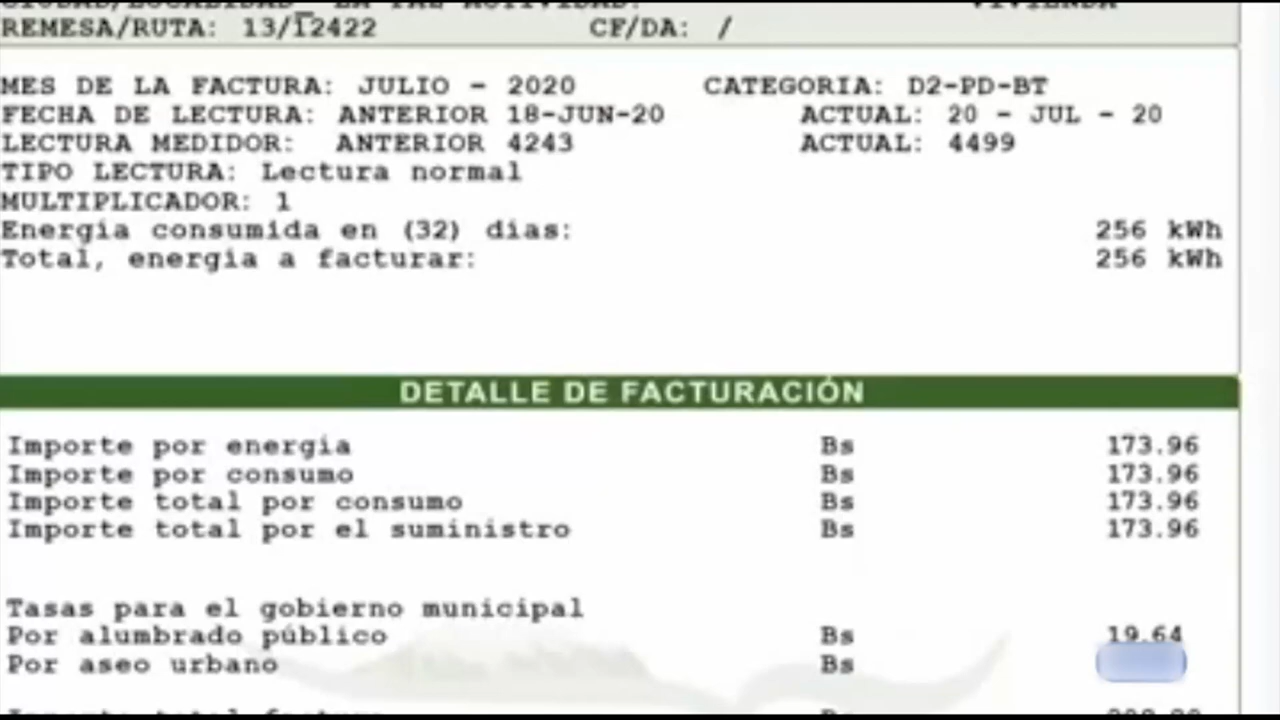 REMESA/RUTA: 13/12422 CF/DA: /
MES DE LA FACTURA: JULIO - 2020 CATEGORIA: D2-PD-BT
FECHA DE LECTURA: ANTERIOR 18-JUN-20 ACTUAL: 20 - JUL - 20
LECTURA MEDIDOR: ANTERIOR 4243 ACTUAL: 4499
TIPO LECTURA: Lectura normal
MULTIPLICADOR: 1
Energía consumida en (32) días: 256 kWh
Total, energía a facturar: 256 kWh
DETALLE DE FACTURACIÓN
Importe por energía Bs 173.96
Importe por consumo Bs 173.96
Importe total por consumo Bs 173.96
Importe total por el suministro Bs 173.96
Tasas para el gobierno municipal
Por alumbrado público Bs 19.64
Por aseo urbano Bs